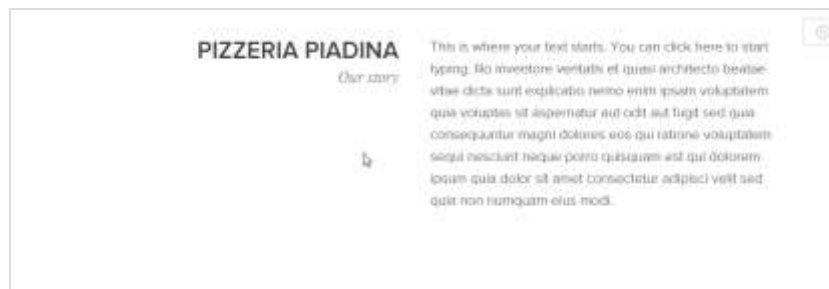 PIZZERIA PIADINA
Our story
This is where your text starts. You can click here to start
typing. Illo inventore veritatis et quasi architecto beatae
vitae dicta sunt explicabo nemo enim ipsam voluptatem
quia voluptas sit aspernatur aut odit aut fugit sed quia
consequuntur magni dolores eos qui ratione voluptatem
sequi nesciunt neque porro quisquam est qui dolorem
ipsum quia dolor sit amet consectetur adipisci velit sed
quia non numquam eius modi.